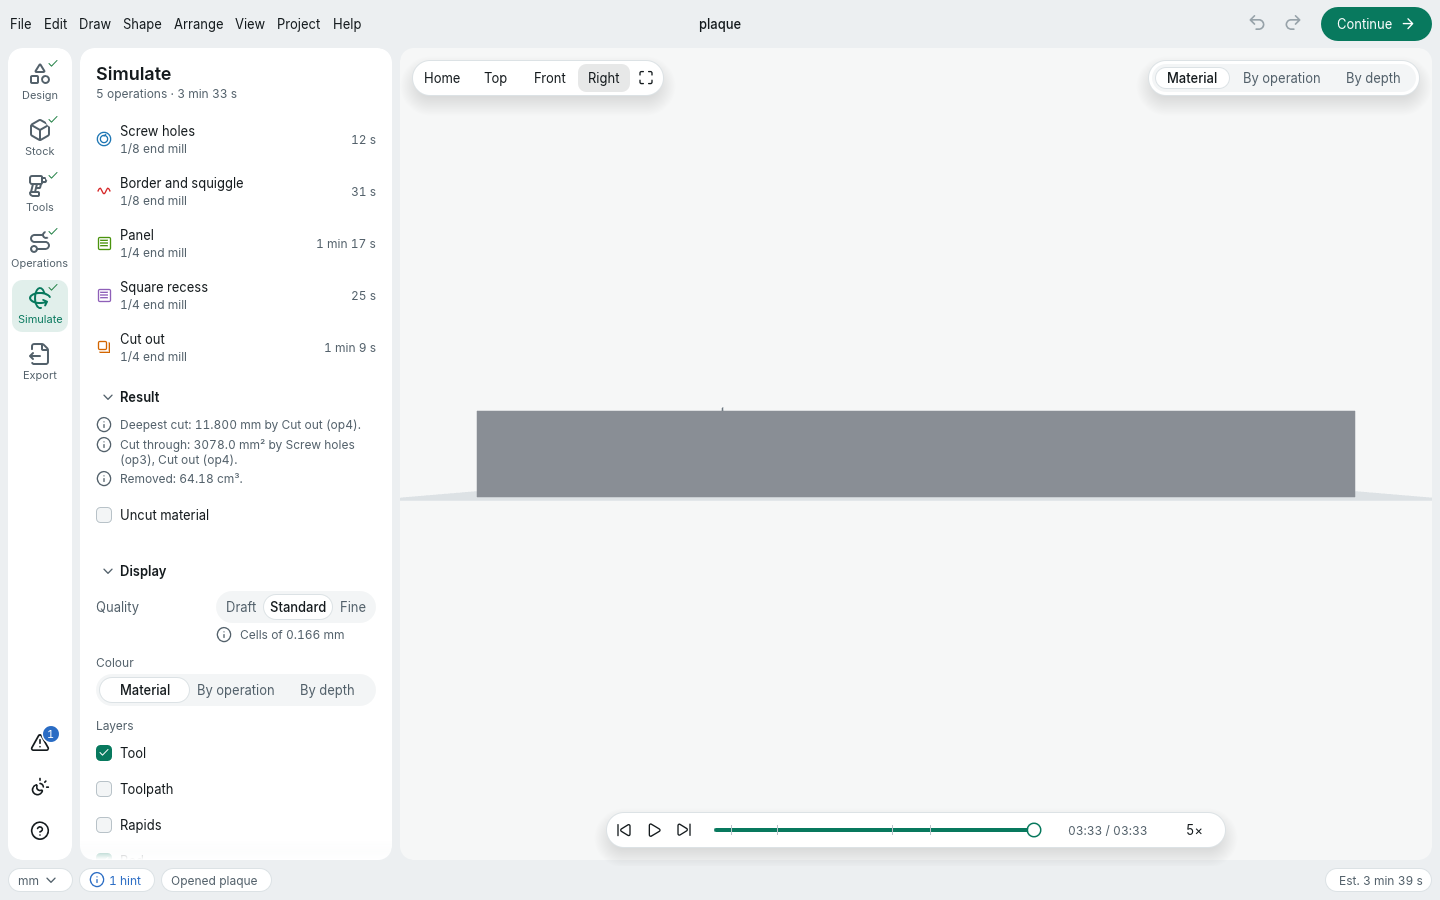 File Edit Draw Shape Arrange View Project Help
plaque
Continue
Design
Stock
Tools
Operations
Simulate
Export
1
Simulate
5 operations · 3 min 33 s
Screw holes
1/8 end mill
12 s
Border and squiggle
1/8 end mill
31 s
Panel
1/4 end mill
1 min 17 s
Square recess
1/4 end mill
25 s
Cut out
1/4 end mill
1 min 9 s
Result
Deepest cut: 11.800 mm by Cut out (op4).
Cut through: 3078.0 mm² by Screw holes
(op3), Cut out (op4).
Removed: 64.18 cm³.
Uncut material
Display
Quality
Draft Standard Fine
Cells of 0.166 mm
Colour
Material By operation By depth
Layers
Tool
Toolpath
Rapids
Home Top Front Right
Material By operation By depth
03:33 / 03:33
5×
mm
1 hint
Opened plaque
Est. 3 min 39 s